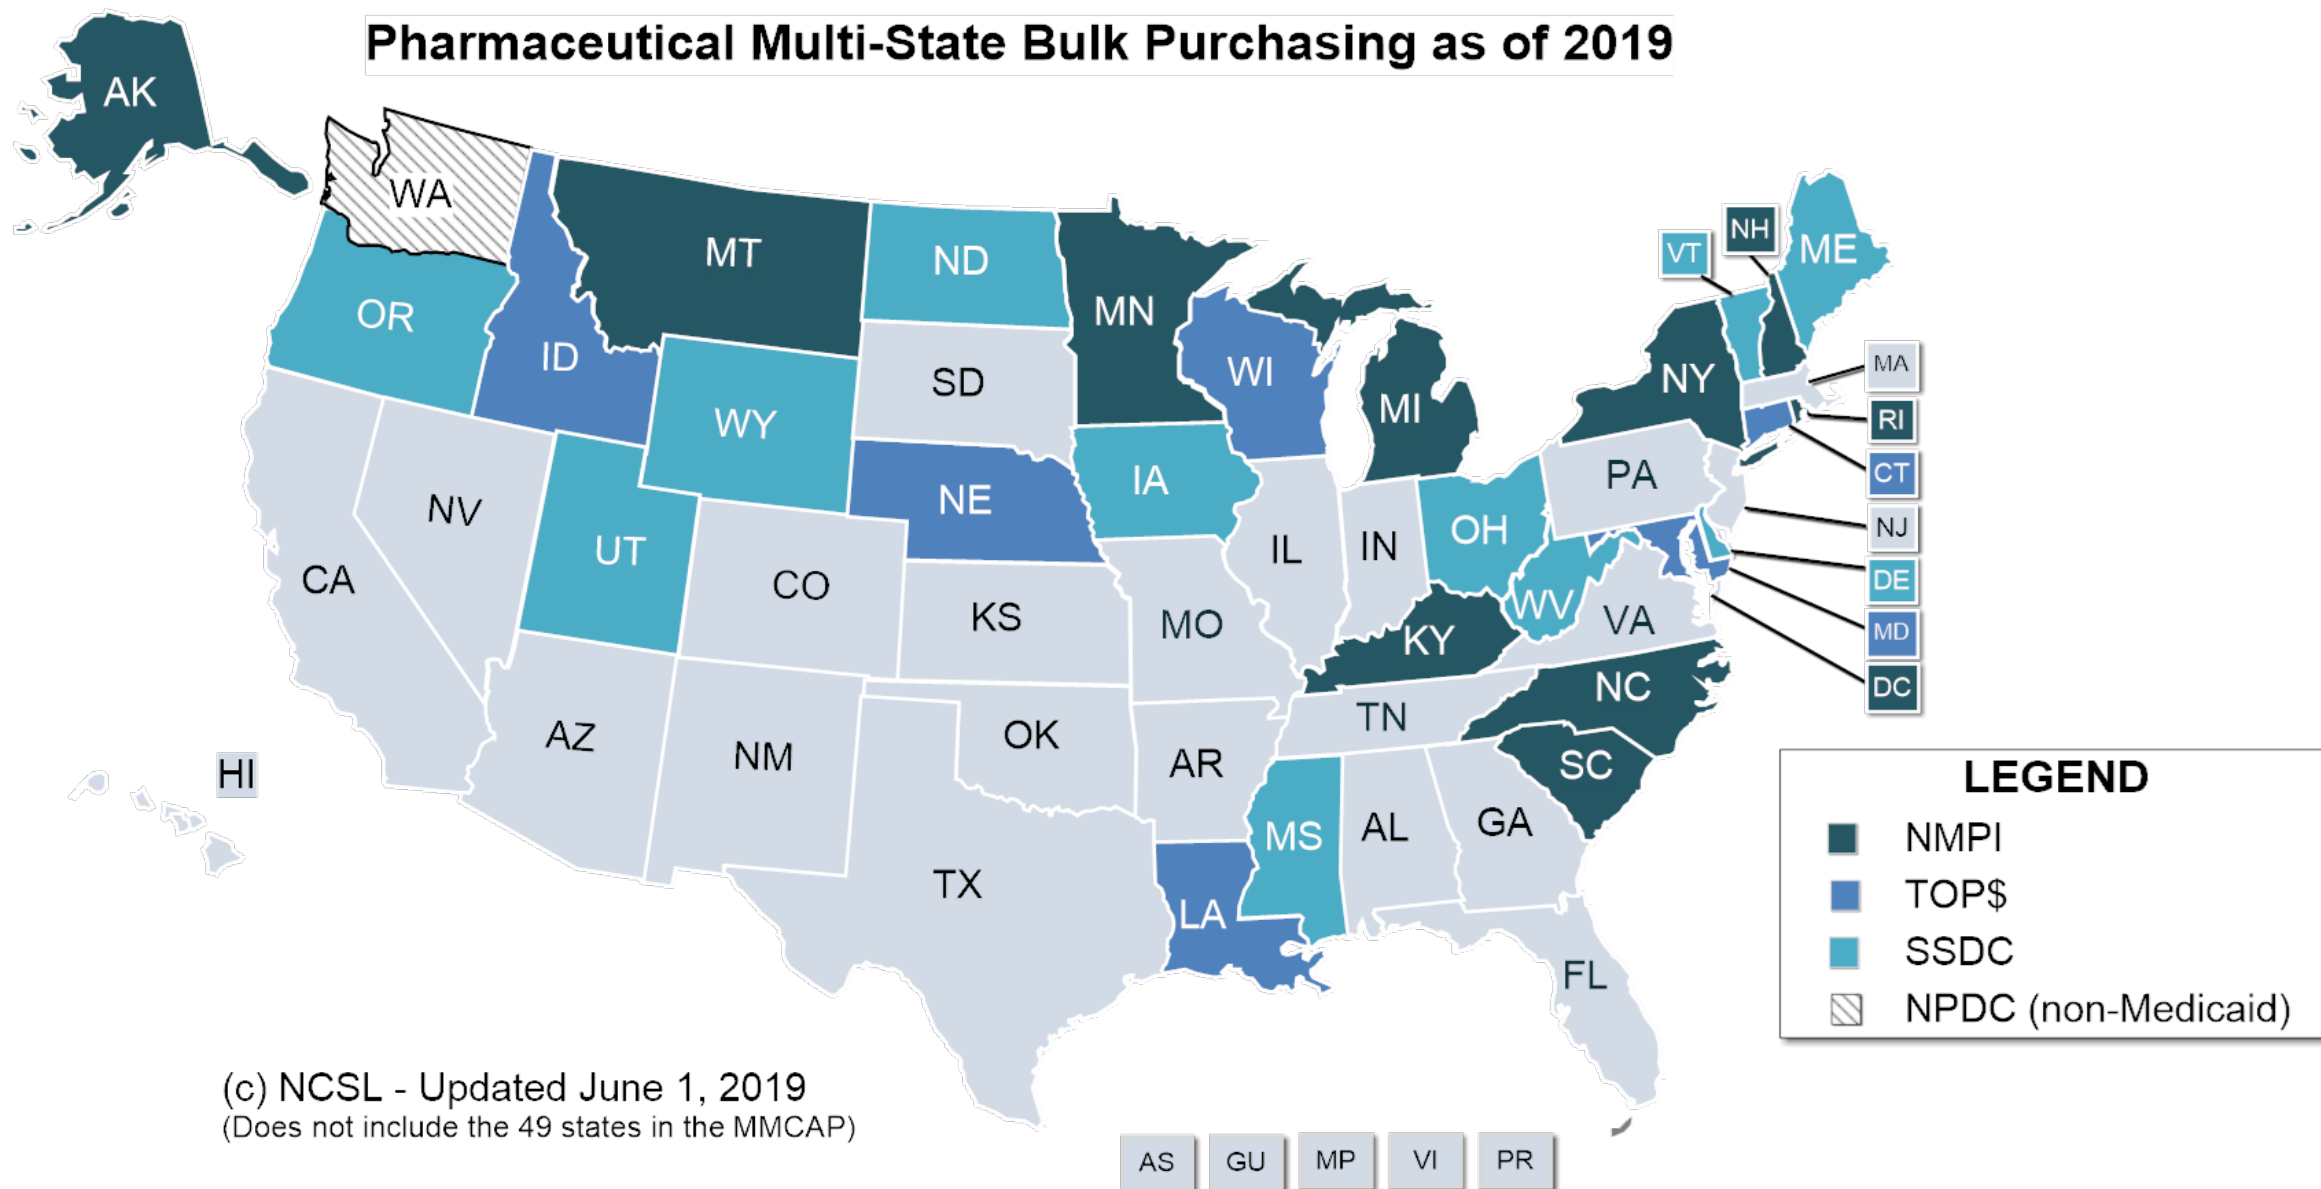 Pharmaceutical Multi-State Bulk Purchasing as of 2019
AK
WA
MT
ND
MN
OR
ID
WI
SD
WY
MI
NH
VT
ME
NY
MA
RI
CT
NJ
DE
MD
DC
NV
UT
NE
IA
PA
OH
IL
IN
CA
CO
KS
MO
WV
VA
KY
NC
TN
AZ
NM
OK
AR
SC
HI
MS
AL
GA
TX
LA
FL
LEGEND
NMPI
TOP$
SSDC
NPDC (non-Medicaid)
(c) NCSL - Updated June 1, 2019
(Does not include the 49 states in the MMCAP)
AS GU MP VI PR